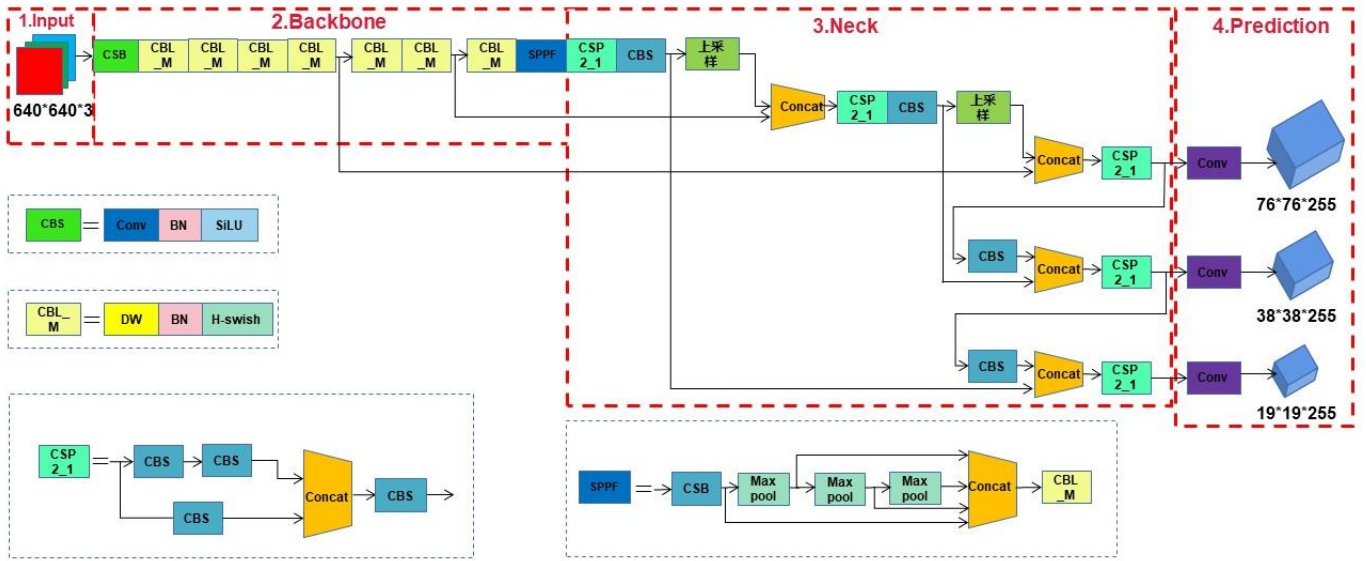 1.Input
2.Backbone
3.Neck
4.Prediction
640*640*3
CSB
CBL
_M
CBL
_M
CBL
_M
CBL
_M
CBL
_M
CBL
_M
CBL
_M
SPPF
CSP
2_1
CBS
上采
样
Concat
CSP
2_1
CBS
上采
样
Concat
CSP
2_1
Conv
76*76*255
CBS
Concat
CSP
2_1
Conv
38*38*255
CBS
Concat
CSP
2_1
Conv
19*19*255
CBS
=
Conv
BN
SiLU
CBL_
M
=
DW
BN
H-swish
CSP
2_1
=
CBS
CBS
CBS
Concat
CBS
SPPF
=
CSB
Max
pool
Max
pool
Max
pool
Concat
CBL
_M